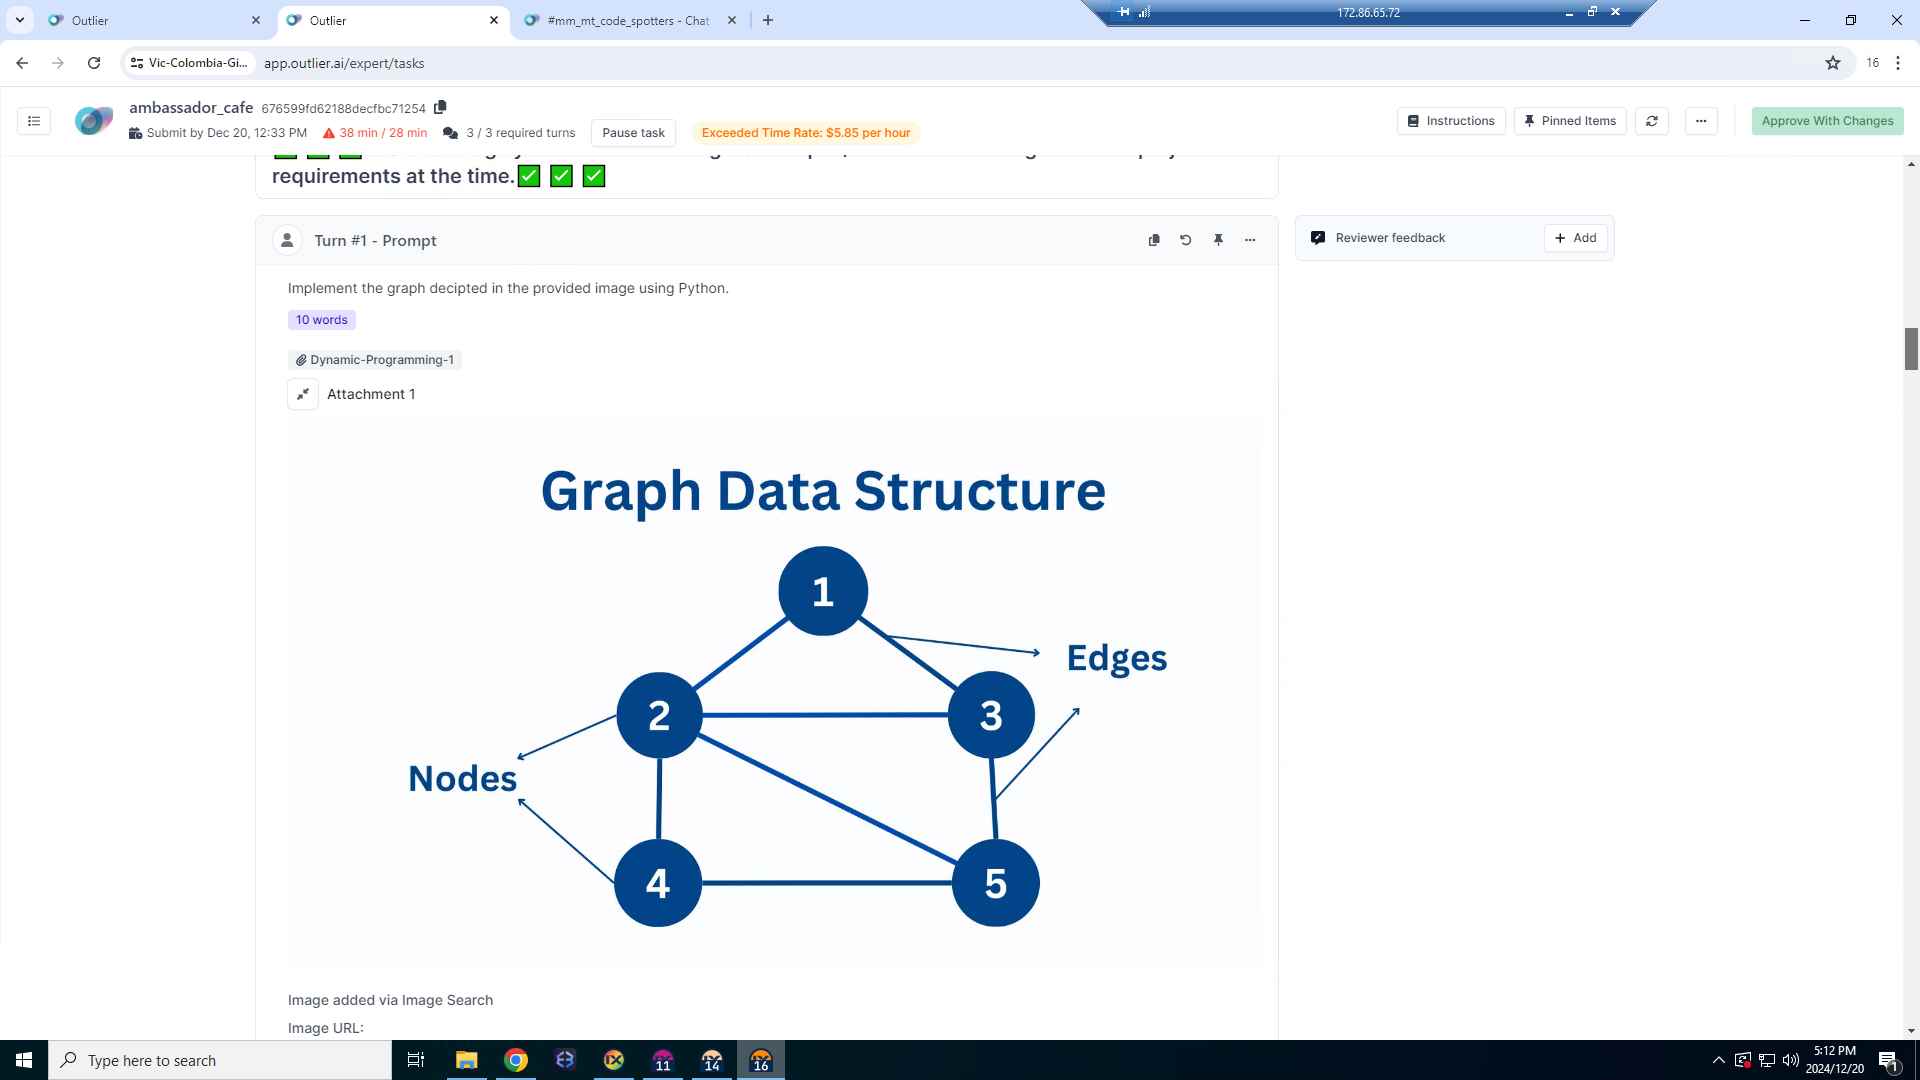 Outlier
Outlier
#mm_mt_code_spotters - Chat
172.86.65.72
Vic-Colombia-Gi...
app.outlier.ai/expert/tasks
16
ambassador_cafe 676599fd62188decfbc71254
Submit by Dec 20, 12:33 PM
38 min / 28 min
3 / 3 required turns
Pause task
Exceeded Time Rate: $5.85 per hour
Instructions
Pinned Items
Approve With Changes
requirements at the time.
Turn #1 - Prompt
Reviewer feedback
Add
Implement the graph decipted in the provided image using Python.
10 words
Dynamic-Programming-1
Attachment 1
Graph Data Structure
1
Edges
2
3
Nodes
4
5
Image added via Image Search
Image URL:
Type here to search
11
14
16
5:12 PM
2024/12/20
1